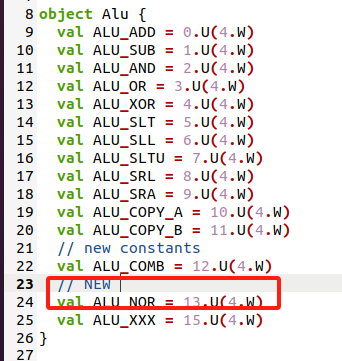 8 object Alu {
9 val ALU_ADD = 0.U(4.W)
10 val ALU_SUB = 1.U(4.W)
11 val ALU_AND = 2.U(4.W)
12 val ALU_OR = 3.U(4.W)
13 val ALU_XOR = 4.U(4.W)
14 val ALU_SLT = 5.U(4.W)
15 val ALU_SLL = 6.U(4.W)
16 val ALU_SLTU = 7.U(4.W)
17 val ALU_SRL = 8.U(4.W)
18 val ALU_SRA = 9.U(4.W)
19 val ALU_COPY_A = 10.U(4.W)
20 val ALU_COPY_B = 11.U(4.W)
21 // new constants
22 val ALU_COMB = 12.U(4.W)
23 // NEW
24 val ALU_NOR = 13.U(4.W)
25 val ALU_XXX = 15.U(4.W)
26 }
27